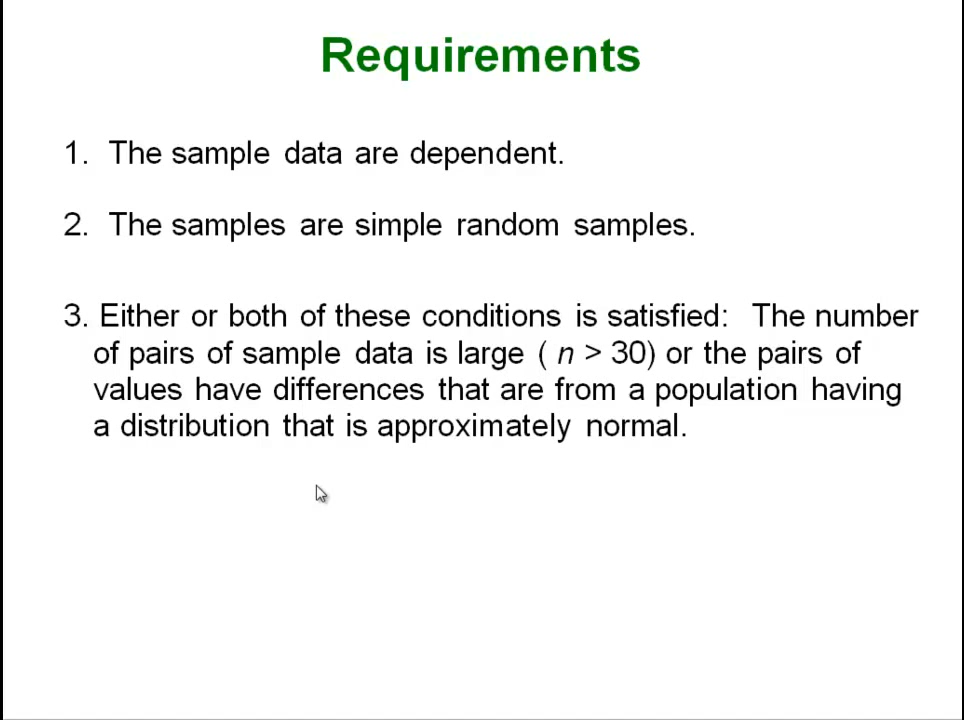 Requirements
1. The sample data are dependent.
2. The samples are simple random samples.
3. Either or both of these conditions is satisfied: The number
of pairs of sample data is large ( n > 30) or the pairs of
values have differences that are from a population having
a distribution that is approximately normal.